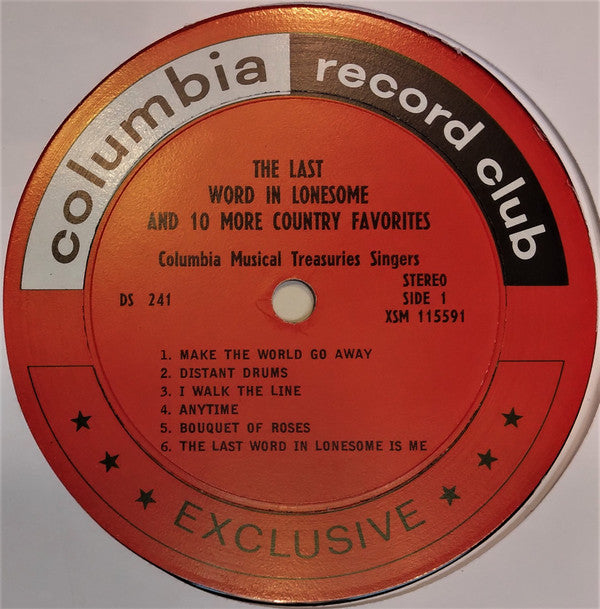 columbia record club
THE LAST
WORD IN LONESOME
AND 10 MORE COUNTRY FAVORITES
Columbia Musical Treasuries Singers
STEREO
DS 241 SIDE 1
XSM 115591
1. MAKE THE WORLD GO AWAY
2. DISTANT DRUMS
3. I WALK THE LINE
4. ANYTIME
5. BOUQUET OF ROSES
6. THE LAST WORD IN LONESOME IS ME
EXCLUSIVE